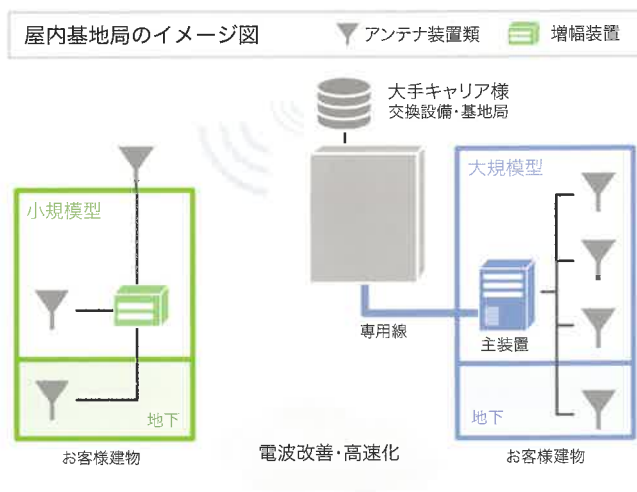 屋内基地局のイメージ図
アンテナ装置類
増幅装置
大手キャリア様
交換設備・基地局
小規模型
大規模型
専用線
主装置
地下
地下
お客様建物
電波改善・高速化
お客様建物